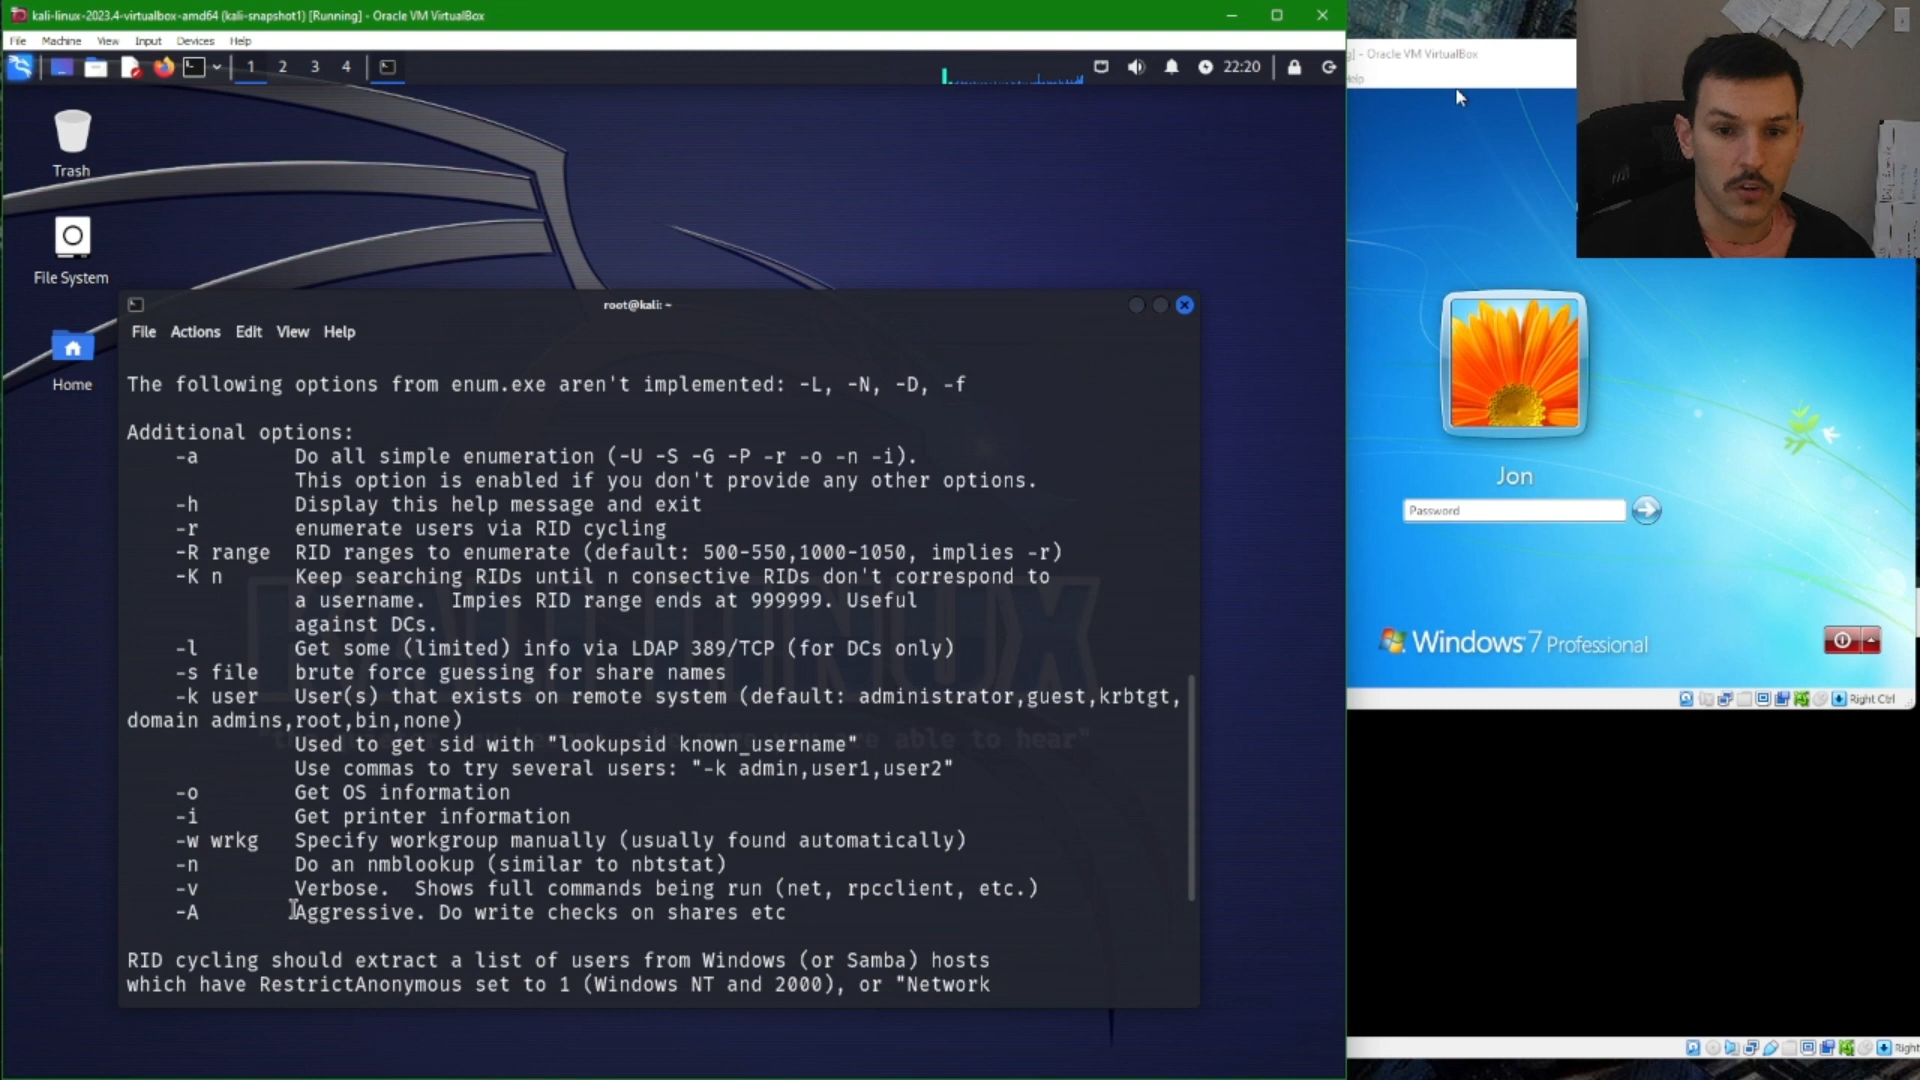 kali-linux-2023.4-virtualbox-amd64 (kali-snapshot1) [Running] - Oracle VM VirtualBox
File Machine View Input Devices Help
1 2 3 4
22:20
Trash
File System
Home
root@kali: ~
File Actions Edit View Help
The following options from enum.exe aren't implemented: -L, -N, -D, -f
Additional options:
-a Do all simple enumeration (-U -S -G -P -r -o -n -i).
This option is enabled if you don't provide any other options.
-h Display this help message and exit
-r enumerate users via RID cycling
-R range RID ranges to enumerate (default: 500-550,1000-1050, implies -r)
-K n Keep searching RIDs until n consective RIDs don't correspond to
a username. Impies RID range ends at 999999. Useful
against DCs.
-l Get some (limited) info via LDAP 389/TCP (for DCs only)
-s file brute force guessing for share names
-k user User(s) that exists on remote system (default: administrator,guest,krbtgt,
domain admins,root,bin,none)
Used to get sid with "lookupsid known_username"
Use commas to try several users: "-k admin,user1,user2"
-o Get OS information
-i Get printer information
-w wrkg Specify workgroup manually (usually found automatically)
-n Do an nmblookup (similar to nbtstat)
-v Verbose. Shows full commands being run (net, rpcclient, etc.)
-A Aggressive. Do write checks on shares etc
RID cycling should extract a list of users from Windows (or Samba) hosts
which have RestrictAnonymous set to 1 (Windows NT and 2000), or "Network
KALI LINUX
able to hear"
] - Oracle VM VirtualBox
Help
Jon
Password
Windows 7 Professional
Right Ctrl
Right